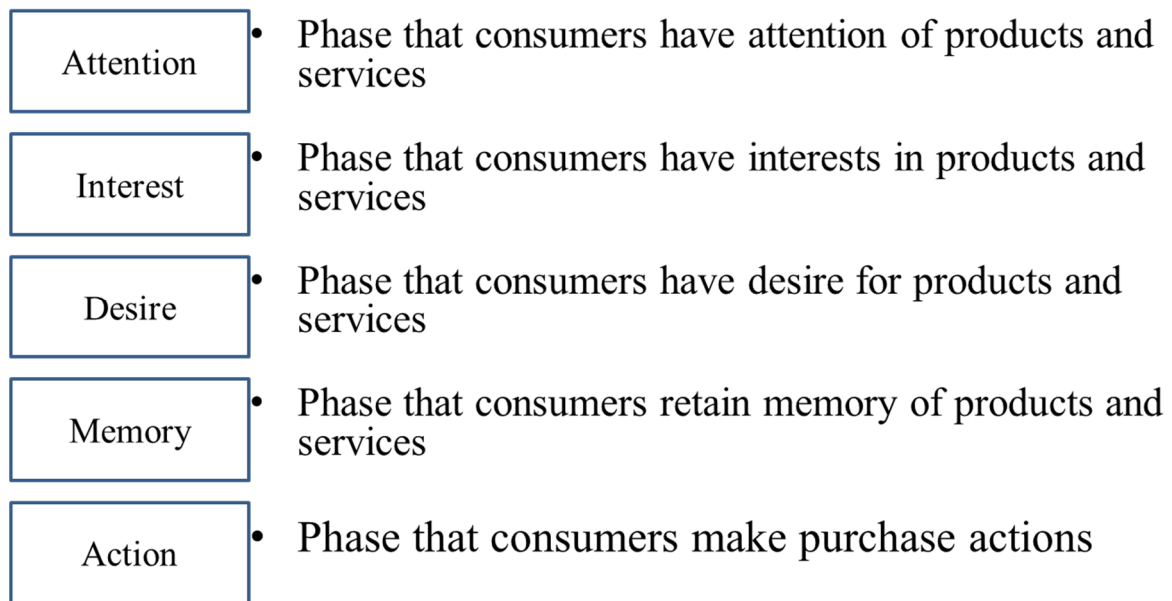 Attention
• Phase that consumers have attention of products and
services
Interest
• Phase that consumers have interests in products and
services
Desire
• Phase that consumers have desire for products and
services
Memory
• Phase that consumers retain memory of products and
services
Action
• Phase that consumers make purchase actions